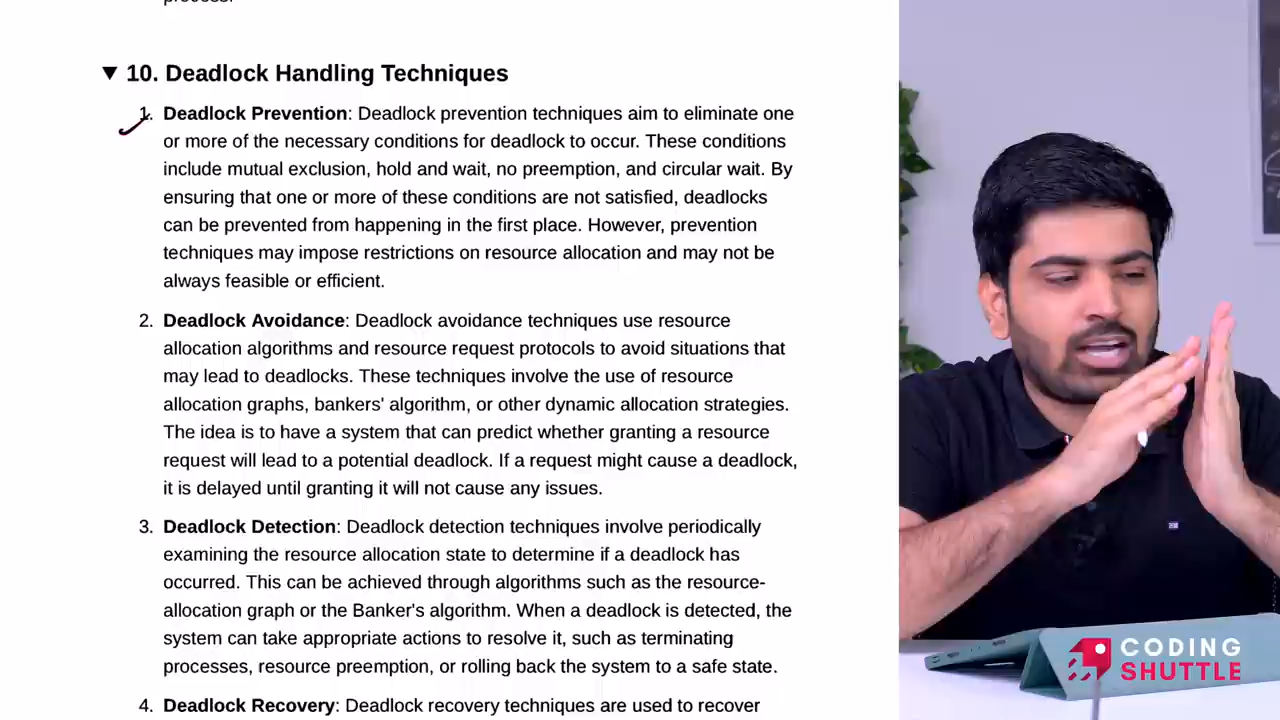 process.
10. Deadlock Handling Techniques
1. Deadlock Prevention: Deadlock prevention techniques aim to eliminate one
or more of the necessary conditions for deadlock to occur. These conditions
include mutual exclusion, hold and wait, no preemption, and circular wait. By
ensuring that one or more of these conditions are not satisfied, deadlocks
can be prevented from happening in the first place. However, prevention
techniques may impose restrictions on resource allocation and may not be
always feasible or efficient.
2. Deadlock Avoidance: Deadlock avoidance techniques use resource
allocation algorithms and resource request protocols to avoid situations that
may lead to deadlocks. These techniques involve the use of resource
allocation graphs, bankers' algorithm, or other dynamic allocation strategies.
The idea is to have a system that can predict whether granting a resource
request will lead to a potential deadlock. If a request might cause a deadlock,
it is delayed until granting it will not cause any issues.
3. Deadlock Detection: Deadlock detection techniques involve periodically
examining the resource allocation state to determine if a deadlock has
occurred. This can be achieved through algorithms such as the resource-
allocation graph or the Banker's algorithm. When a deadlock is detected, the
system can take appropriate actions to resolve it, such as terminating
processes, resource preemption, or rolling back the system to a safe state.
4. Deadlock Recovery: Deadlock recovery techniques are used to recover
CODING
SHUTTLE